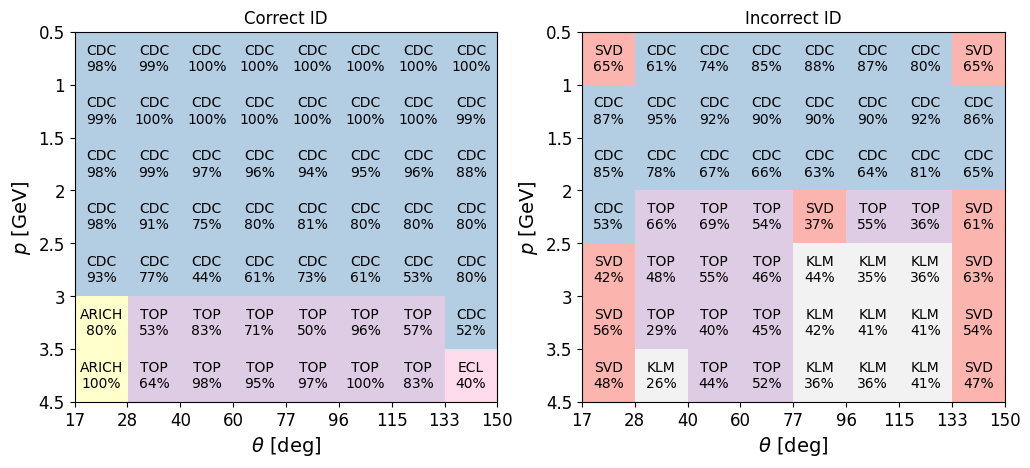 Correct ID
0.5
CDC CDC CDC CDC CDC CDC CDC CDC
98% 99% 100% 100% 100% 100% 100% 100%
1
CDC CDC CDC CDC CDC CDC CDC CDC
99% 100% 100% 100% 100% 100% 100% 99%
1.5
CDC CDC CDC CDC CDC CDC CDC CDC
98% 99% 97% 96% 94% 95% 96% 88%
2
CDC CDC CDC CDC CDC CDC CDC CDC
98% 91% 75% 80% 81% 80% 80% 80%
2.5
CDC CDC CDC CDC CDC CDC CDC CDC
93% 77% 44% 61% 73% 61% 53% 80%
3
ARICH TOP TOP TOP TOP TOP TOP CDC
80% 53% 83% 71% 50% 96% 57% 52%
3.5
ARICH TOP TOP TOP TOP TOP TOP ECL
100% 64% 98% 95% 97% 100% 83% 40%
4.5
17 28 40 60 77 96 115 133 150
p [GeV]
θ [deg]
Incorrect ID
0.5
SVD CDC CDC CDC CDC CDC CDC SVD
65% 61% 74% 85% 88% 87% 80% 65%
1
CDC CDC CDC CDC CDC CDC CDC CDC
87% 95% 92% 90% 90% 90% 92% 86%
1.5
CDC CDC CDC CDC CDC CDC CDC CDC
85% 78% 67% 66% 63% 64% 81% 65%
2
CDC TOP TOP TOP SVD TOP TOP SVD
53% 66% 69% 54% 37% 55% 36% 61%
2.5
SVD TOP TOP TOP KLM KLM KLM SVD
42% 48% 55% 46% 44% 35% 36% 63%
3
SVD TOP TOP TOP KLM KLM KLM SVD
56% 29% 40% 45% 42% 41% 41% 54%
3.5
SVD KLM TOP TOP KLM KLM KLM SVD
48% 26% 44% 52% 36% 36% 41% 47%
4.5
17 28 40 60 77 96 115 133 150
p [GeV]
θ [deg]